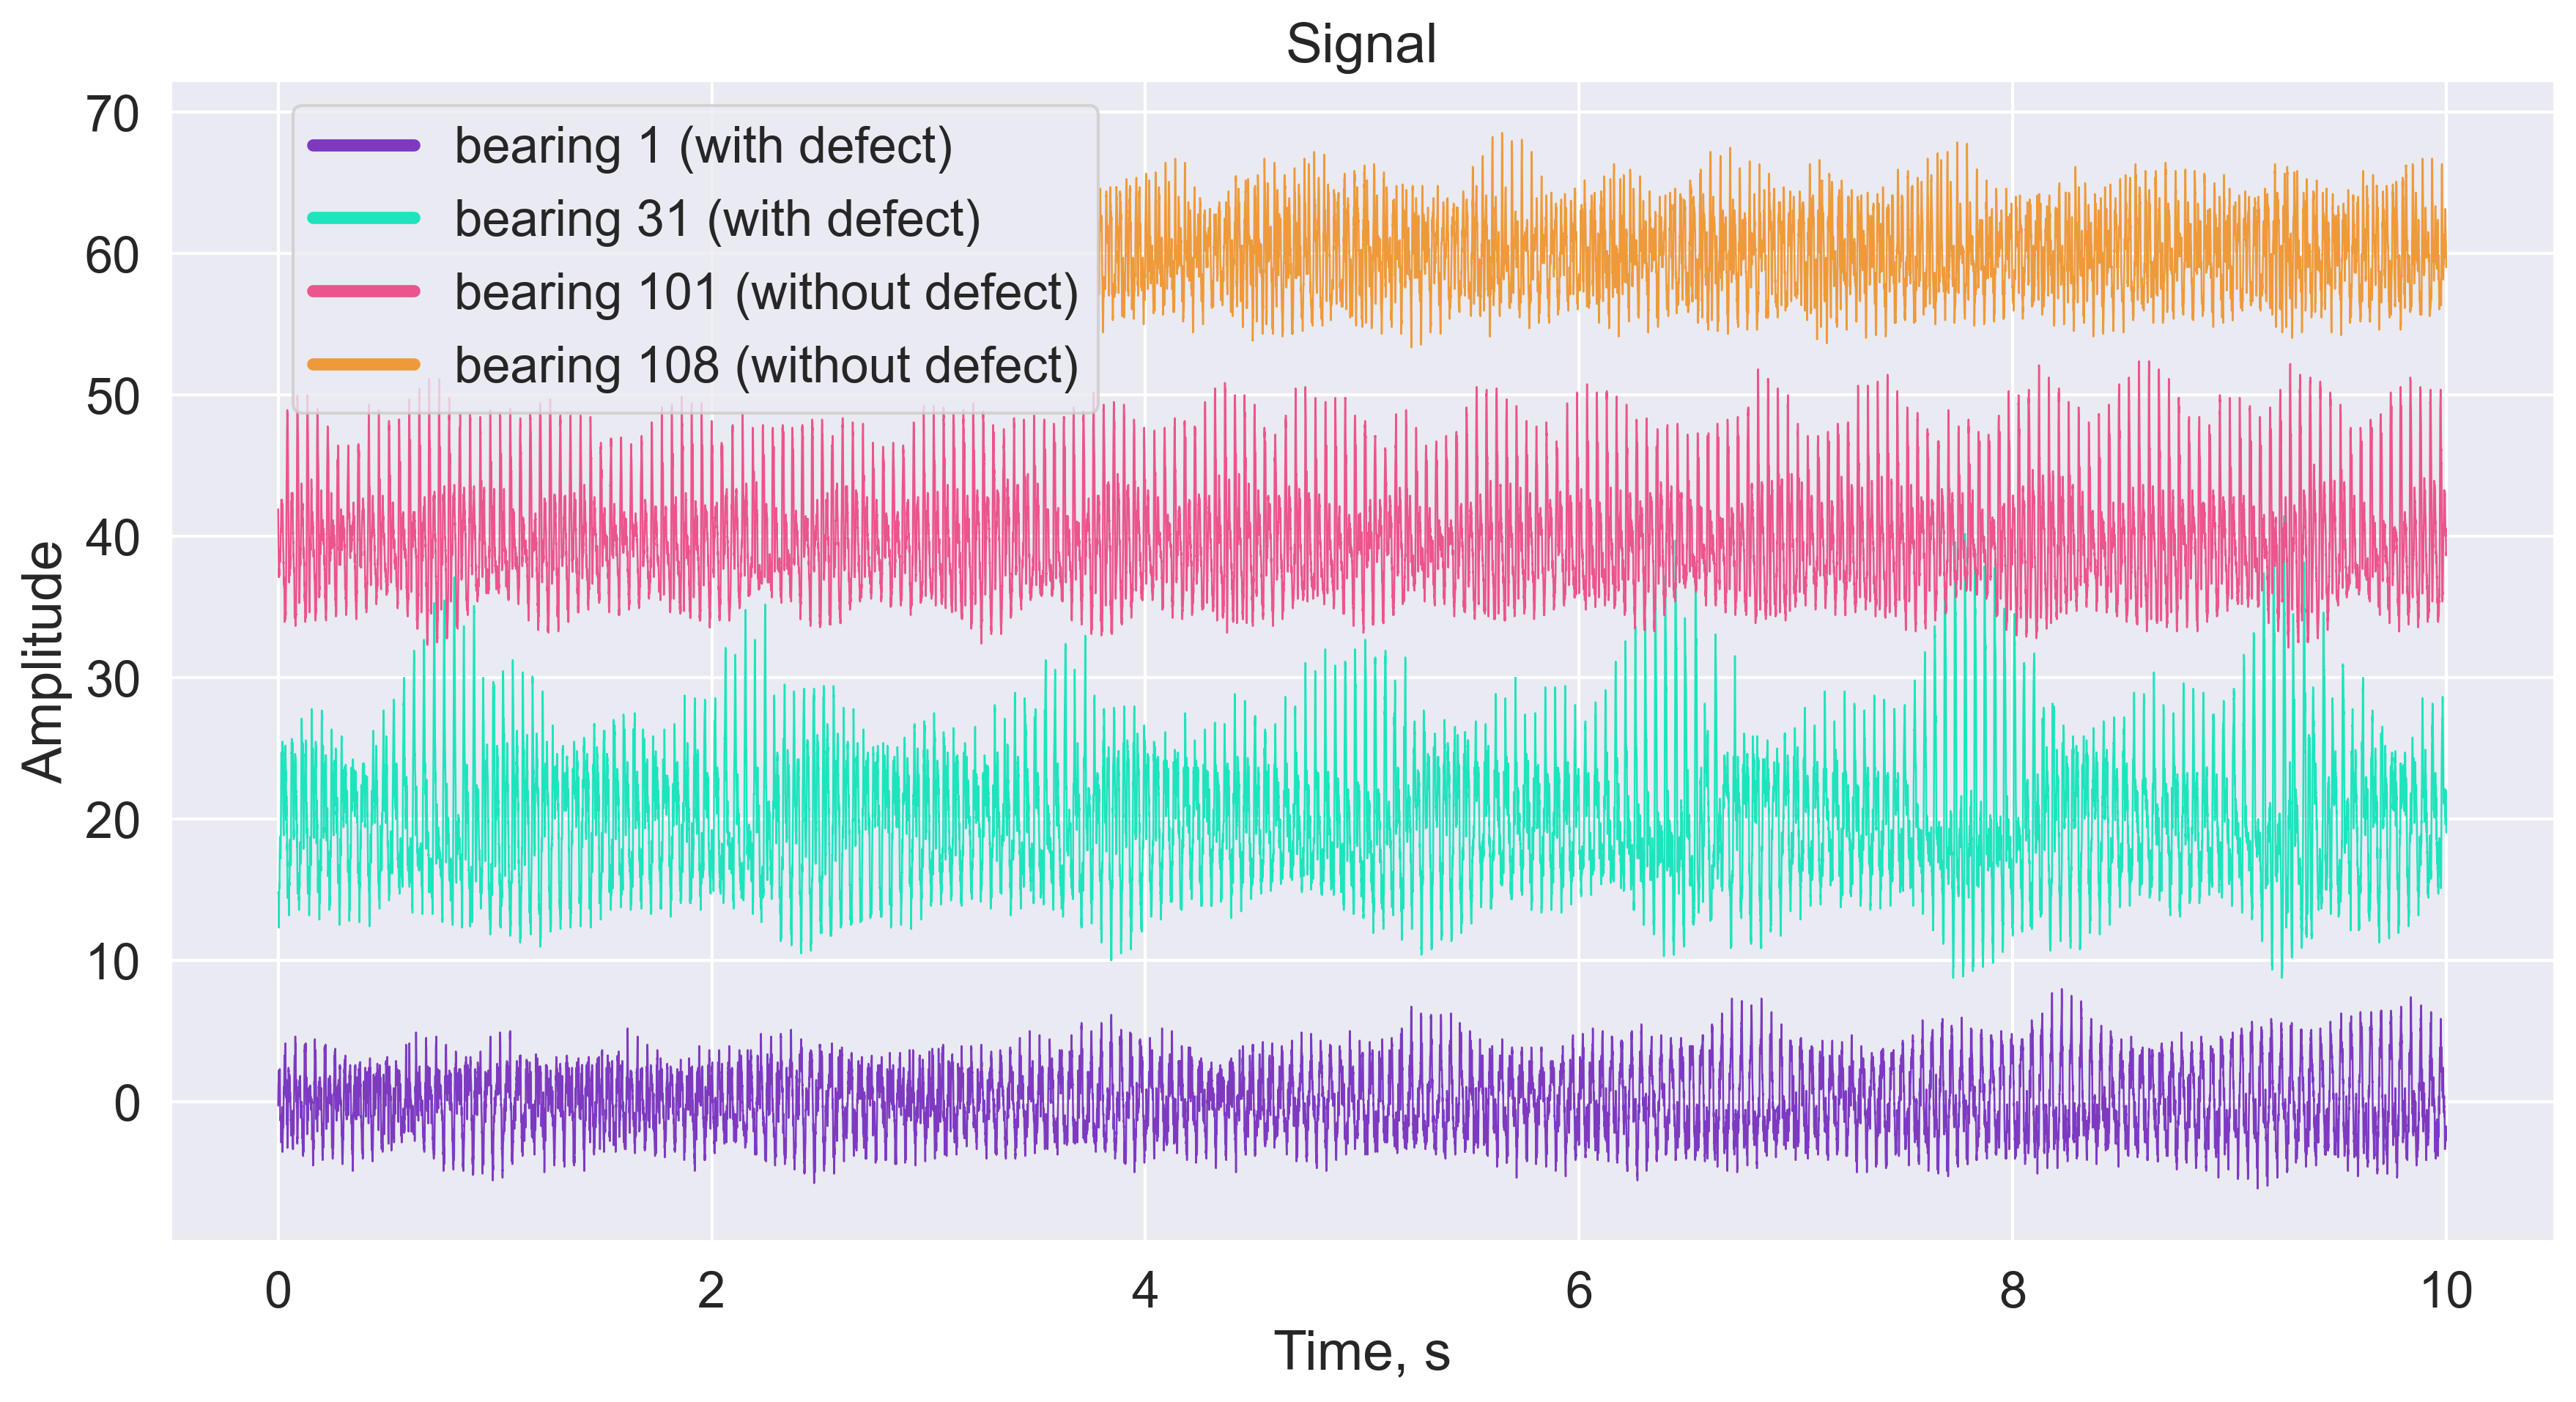 Signal
70
60
50
40
30
20
10
0
Amplitude
bearing 1 (with defect)
bearing 31 (with defect)
bearing 101 (without defect)
bearing 108 (without defect)
0 2 4 6 8 10
Time, s